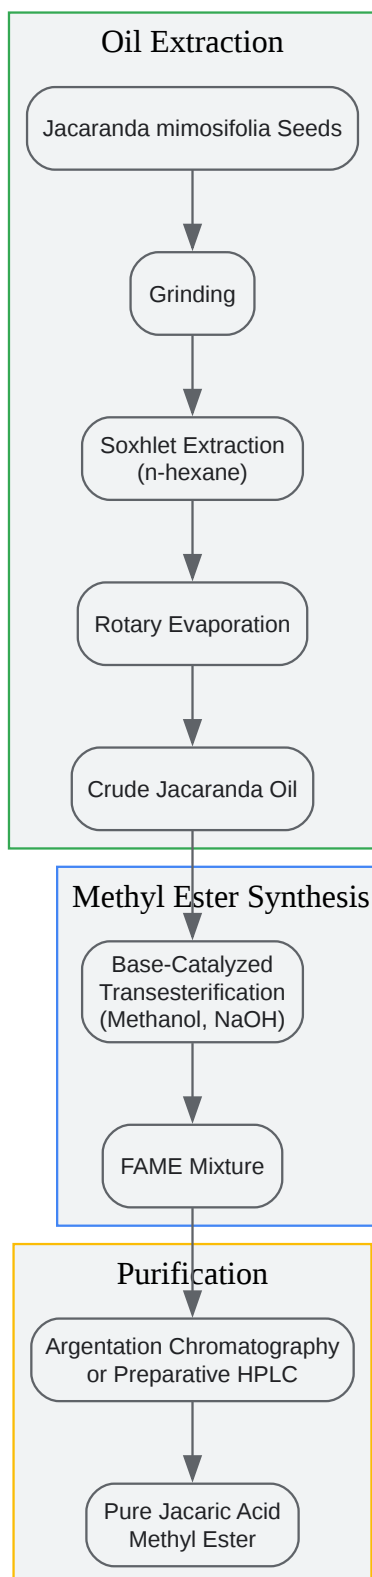 Oil Extraction
Jacaranda mimosifolia Seeds
Grinding
Soxhlet Extraction
(n-hexane)
Rotary Evaporation
Crude Jacaranda Oil
Methyl Ester Synthesis
Base-Catalyzed
Transesterification
(Methanol, NaOH)
FAME Mixture
Purification
Argentation Chromatography
or Preparative HPLC
Pure Jacaric Acid
Methyl Ester